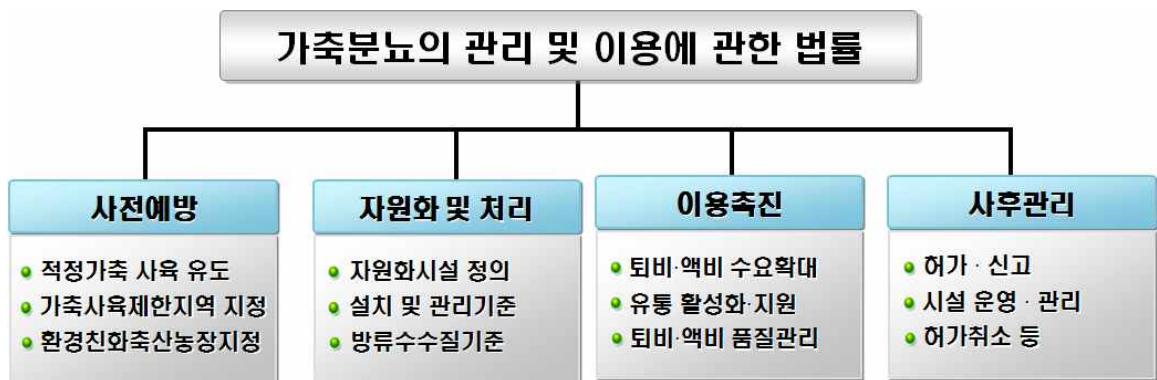 가축분뇨의 관리 및 이용에 관한 법률
사전예방
적정가축 사육 유도
가축사육제한지역 지정
환경친화축산농장지정
자원화 및 처리
자원화시설 정의
설치 및 관리기준
방류수수질기준
이용촉진
퇴비·액비 수요확대
유통 활성화·지원
퇴비·액비 품질관리
사후관리
허가 · 신고
시설 운영 · 관리
허가취소 등